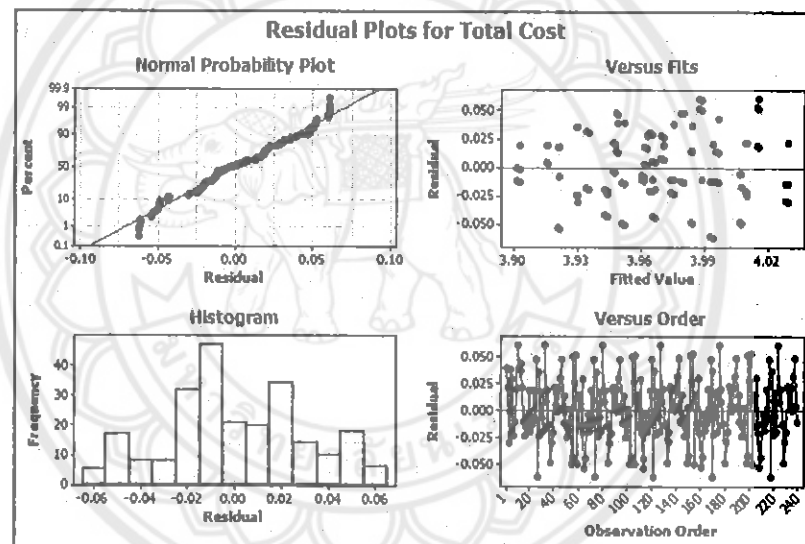 Residual Plots for Total Cost
Normal Probability Plot
Percent
99.9
99
90
50
10
1
0.1
-0.10 -0.05 0.00 0.05 0.10
Residual
Versus Fits
Residual
0.050
0.025
0.000
-0.025
-0.050
3.90 3.93 3.96 3.99 4.02
Fitted Value
Histogram
Frequency
40
30
20
10
0
-0.06 -0.04 -0.02 0.00 0.02 0.04 0.06
Residual
Versus Order
Residual
0.050
0.025
0.000
-0.025
-0.050
1 20 40 60 80 100 120 140 160 180 200 220 240
Observation Order